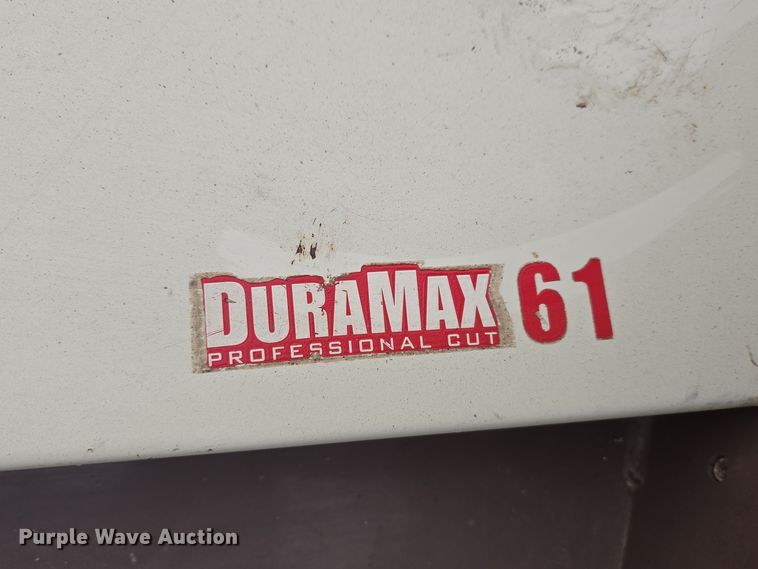 DURAMAX 61
PROFESSIONAL CUT
Purple Wave Auction